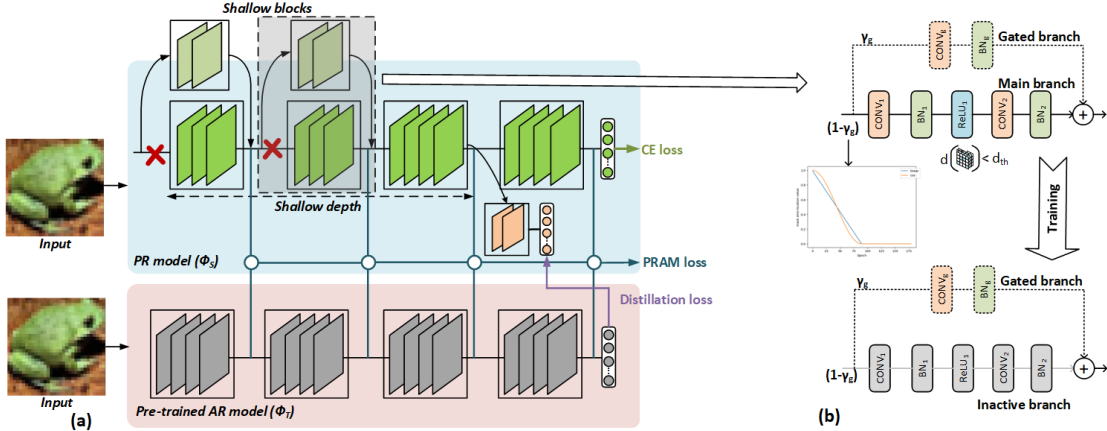 Shallow blocks
CE loss
Shallow depth
Input
PR model (Φ_S)
PRAM loss
Distillation loss
Input
(a)
Pre-trained AR model (Φ_T)
γ_g
CONV_g
BN_g
Gated branch
Main branch
(1-γ_g)
CONV_1
BN_1
ReLU_1
CONV_2
BN_2
+
d ( ) < d_th
Epoch
Training
γ_g
CONV_g
BN_g
Gated branch
(1-γ_g)
CONV_1
BN_1
ReLU_1
CONV_2
BN_2
+
(b)
Inactive branch